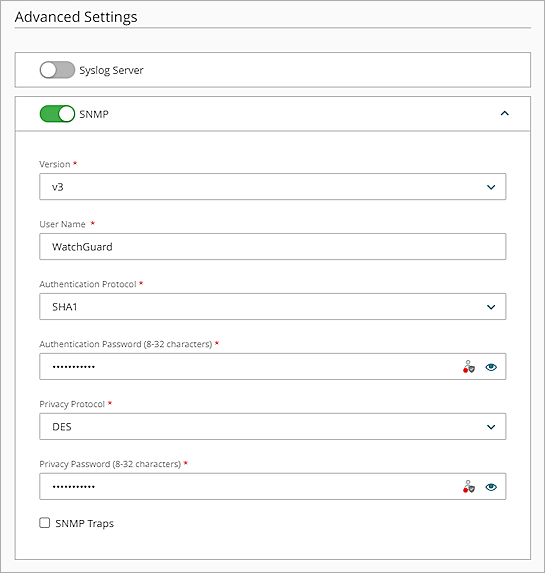 Advanced Settings
Syslog Server
SNMP
Version *
v3
User Name *
WatchGuard
Authentication Protocol *
SHA1
Authentication Password (8-32 characters) *
•••••••••••
Privacy Protocol *
DES
Privacy Password (8-32 characters) *
•••••••••••
SNMP Traps